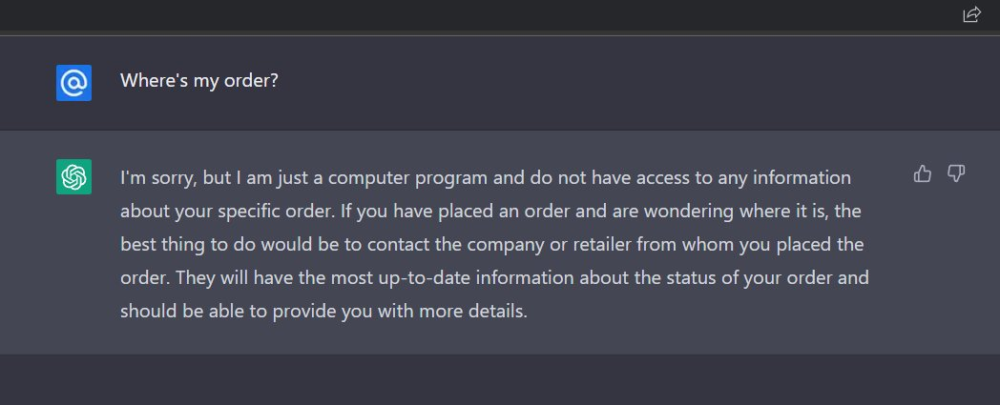 Where's my order?
I'm sorry, but I am just a computer program and do not have access to any information
about your specific order. If you have placed an order and are wondering where it is, the
best thing to do would be to contact the company or retailer from whom you placed the
order. They will have the most up-to-date information about the status of your order and
should be able to provide you with more details.